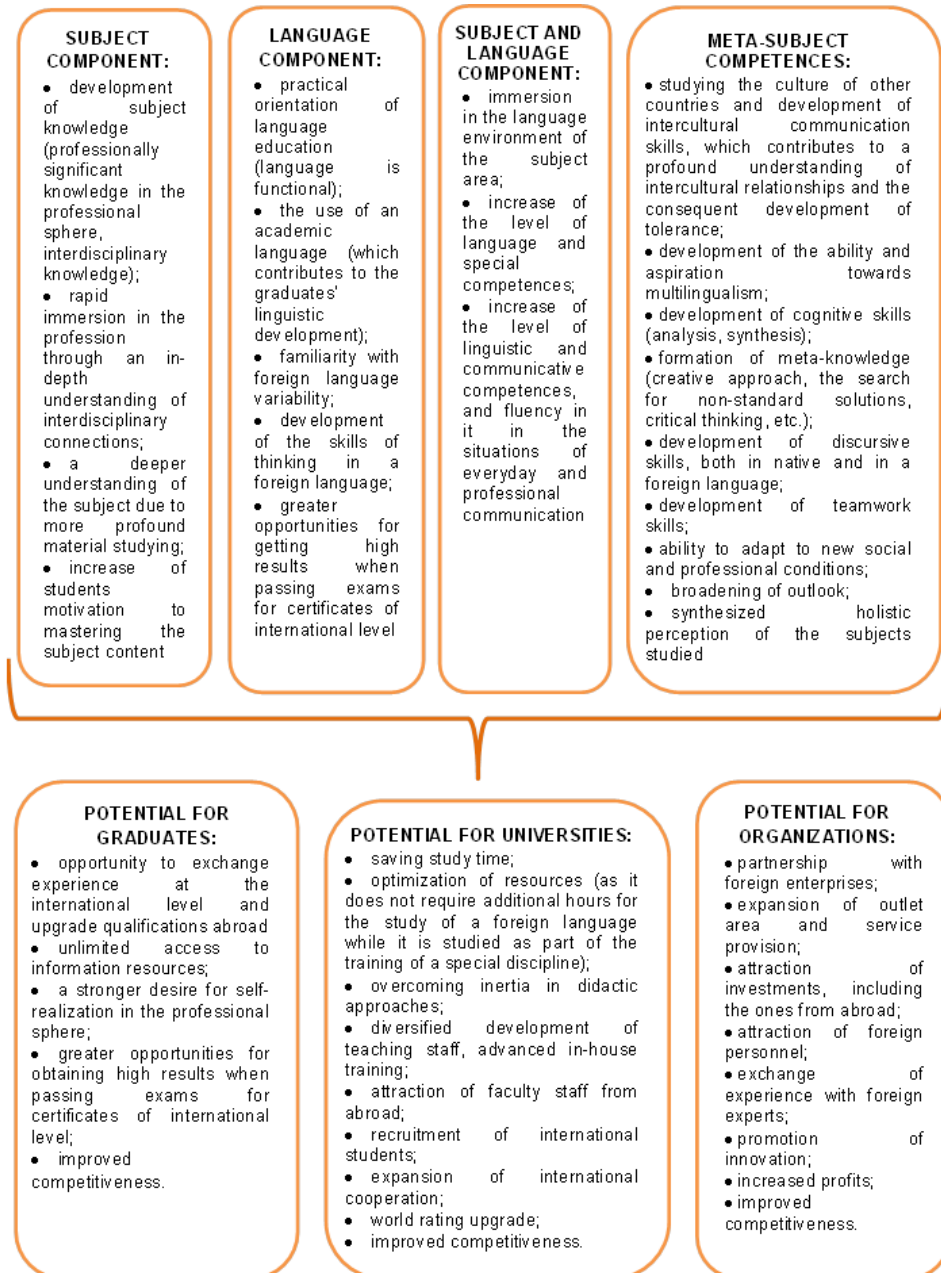 SUBJECT
COMPONENT:
• development
of subject
knowledge
(professionally
significant
knowledge in the
professional
sphere,
interdisciplinary
knowledge);
• rapid
immersion in the
profession
through an in-
depth
understanding of
interdisciplinary
connections;
• a deeper
understanding of
the subject due to
more profound
material studying;
• increase of
students
motivation to
mastering the
subject content
LANGUAGE
COMPONENT:
• practical
orientation of
language
education
(language is
functional);
• the use of an
academic
language (which
contributes to the
graduates'
linguistic
development);
• familiarity with
foreign language
variability;
• development
of the skills of
thinking in a
foreign language;
• greater
opportunities for
getting high
results when
passing exams
for certificates of
international level
SUBJECT AND
LANGUAGE
COMPONENT:
• immersion
in the language
environment of
the subject
area;
• increase of
the level of
language and
special
competences;
• increase of
the level of
linguistic and
communicative
competences,
and fluency in
it in the
situations of
everyday and
professional
communication
META-SUBJECT
COMPETENCES:
• studying the culture of other
countries and development of
intercultural communication
skills, which contributes to a
profound understanding of
intercultural relationships and the
consequent development of
tolerance;
• development of the ability and
aspiration towards
multilingualism;
• development of cognitive skills
(analysis, synthesis);
• formation of meta-knowledge
(creative approach, the search
for non-standard solutions,
critical thinking, etc.);
• development of discursive
skills, both in native and in a
foreign language;
• development of teamwork
skills;
• ability to adapt to new social
and professional conditions;
• broadening of outlook;
• synthesized holistic
perception of the subjects
studied
POTENTIAL FOR
GRADUATES:
• opportunity to exchange
experience at the
international level and
upgrade qualifications abroad
• unlimited access to
information resources;
• a stronger desire for self-
realization in the professional
sphere;
• greater opportunities for
obtaining high results when
passing exams for
certificates of international
level;
• improved
competitiveness.
POTENTIAL FOR UNIVERSITIES:
• saving study time;
• optimization of resources (as it
does not require additional hours for
the study of a foreign language
while it is studied as part of the
training of a special discipline);
• overcoming inertia in didactic
approaches;
• diversified development of
teaching staff, advanced in-house
training;
• attraction of faculty staff from
abroad;
• recruitment of international
students;
• expansion of international
cooperation;
• world rating upgrade;
• improved competitiveness.
POTENTIAL FOR
ORGANIZATIONS:
• partnership with
foreign enterprises;
• expansion of outlet
area and service
provision;
• attraction of
investments, including
the ones from abroad;
• attraction of foreign
personnel;
• exchange of
experience with foreign
experts;
• promotion of
innovation;
• increased profits;
• improved
competitiveness.